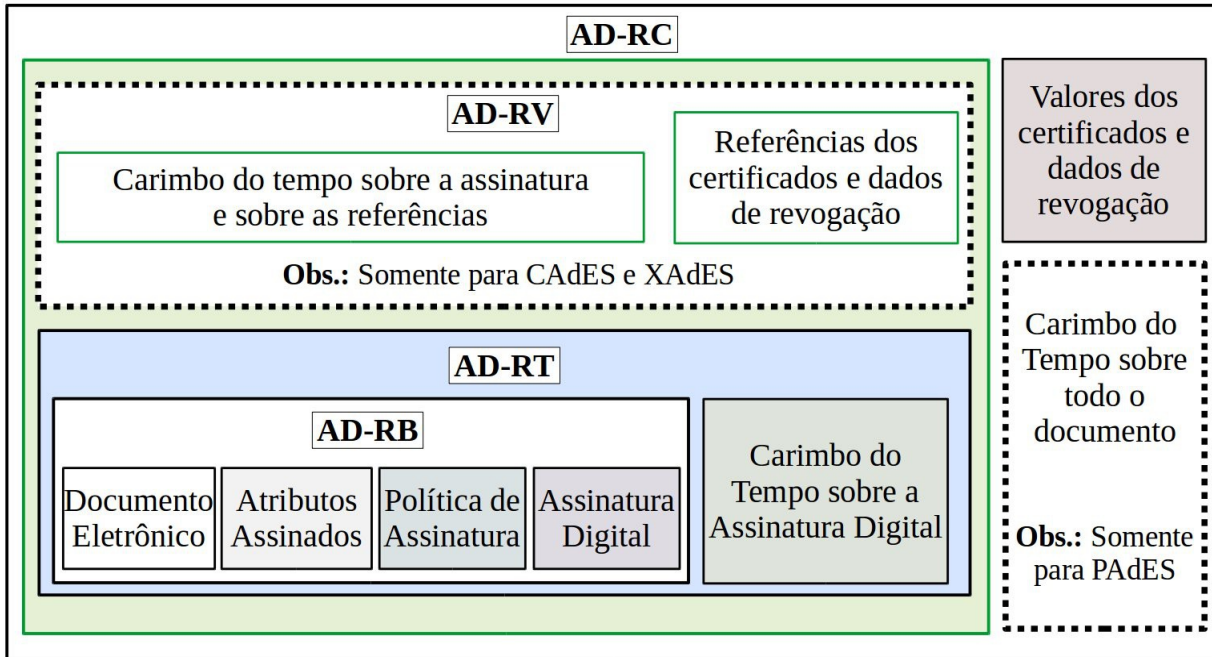 AD-RC
AD-RV
Carimbo do tempo sobre a assinatura
e sobre as referências
Referências dos
certificados e dados
de revogação
Obs.: Somente para CAdES e XAdES
AD-RT
AD-RB
Documento
Eletrônico
Atributos
Assinados
Política de
Assinatura
Assinatura
Digital
Carimbo do
Tempo sobre a
Assinatura Digital
Valores dos
certificados e
dados de
revogação
Carimbo do
Tempo sobre
todo o
documento
Obs.: Somente
para PAdES